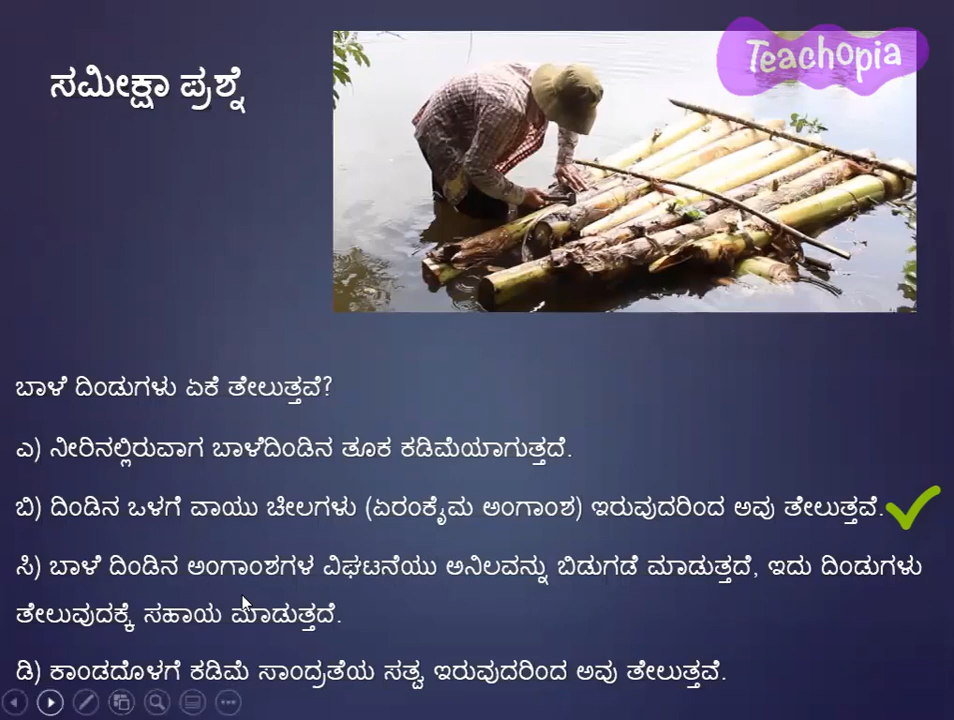 Teachopia
ಸಮೀಕ್ಷಾ ಪ್ರಶ್ನೆ
ಬಾಳೆ ದಿಂಡುಗಳು ಏಕೆ ತೇಲುತ್ತವೆ?
ಎ) ನೀರಿನಲ್ಲಿರುವಾಗ ಬಾಳೆದಿಂಡಿನ ತೂಕ ಕಡಿಮೆಯಾಗುತ್ತದೆ.
ಬಿ) ದಿಂಡಿನ ಒಳಗೆ ವಾಯು ಚೀಲಗಳು (ಏರಂಕೈಮ ಅಂಗಾಂಶ) ಇರುವುದರಿಂದ ಅವು ತೇಲುತ್ತವೆ.
ಸಿ) ಬಾಳೆ ದಿಂಡಿನ ಅಂಗಾಂಶಗಳ ವಿಘಟನೆಯು ಅನಿಲವನ್ನು ಬಿಡುಗಡೆ ಮಾಡುತ್ತದೆ, ಇದು ದಿಂಡುಗಳು
ತೇಲುವುದಕ್ಕೆ ಸಹಾಯ ಮಾಡುತ್ತದೆ.
ಡಿ) ಕಾಂಡದೊಳಗೆ ಕಡಿಮೆ ಸಾಂದ್ರತೆಯ ಸತ್ವ ಇರುವುದರಿಂದ ಅವು ತೇಲುತ್ತವೆ.